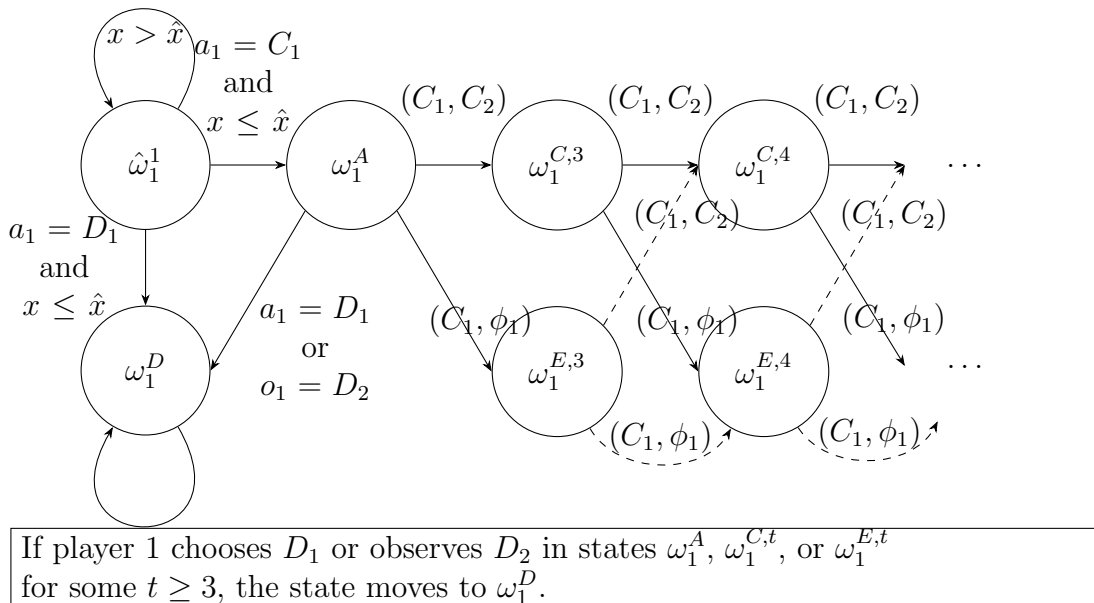 x > x̂
a₁ = C₁
and
x ≤ x̂
(C₁, C₂)
(C₁, C₂)
(C₁, C₂)
ω̂₁¹
ω₁ᴬ
ω₁^{C,3}
ω₁^{C,4}
⋯
a₁ = D₁
and
x ≤ x̂
(C₁, C₂)
(C₁, C₂)
a₁ = D₁
or
o₁ = D₂
(C₁, ϕ₁)
(C₁, ϕ₁)
(C₁, ϕ₁)
ω₁ᴰ
ω₁^{E,3}
ω₁^{E,4}
⋯
(C₁, ϕ₁)
(C₁, ϕ₁)
If player 1 chooses D₁ or observes D₂ in states ω₁ᴬ, ω₁^{C,t}, or ω₁^{E,t}
for some t ≥ 3, the state moves to ω₁ᴰ.